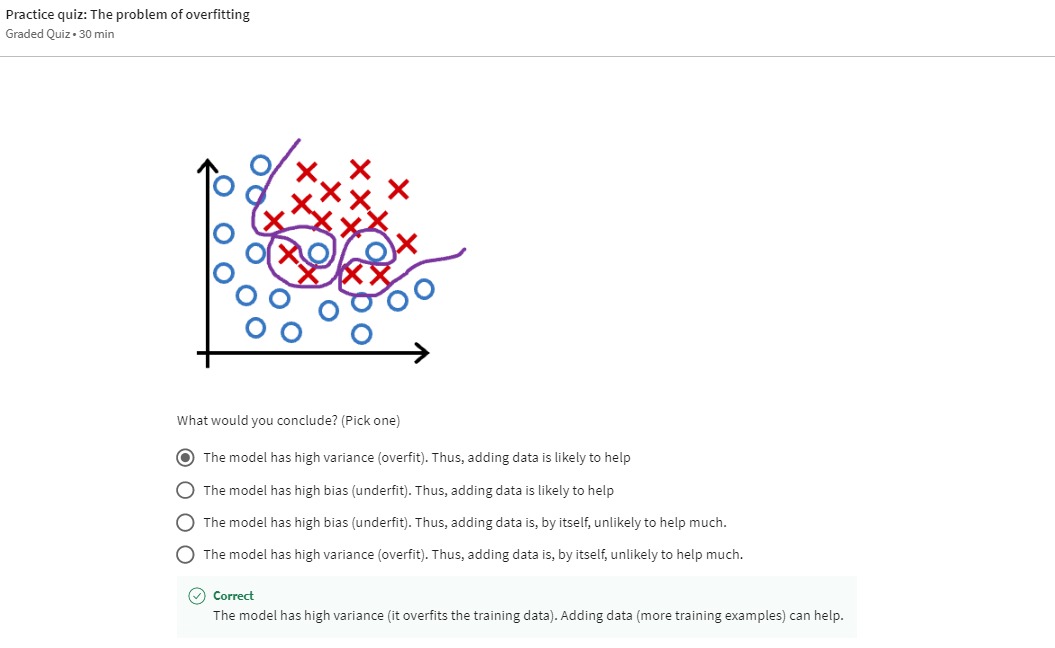 Practice quiz: The problem of overfitting
Graded Quiz • 30 min
What would you conclude? (Pick one)
The model has high variance (overfit). Thus, adding data is likely to help
The model has high bias (underfit). Thus, adding data is likely to help
The model has high bias (underfit). Thus, adding data is, by itself, unlikely to help much.
The model has high variance (overfit). Thus, adding data is, by itself, unlikely to help much.
Correct
The model has high variance (it overfits the training data). Adding data (more training examples) can help.